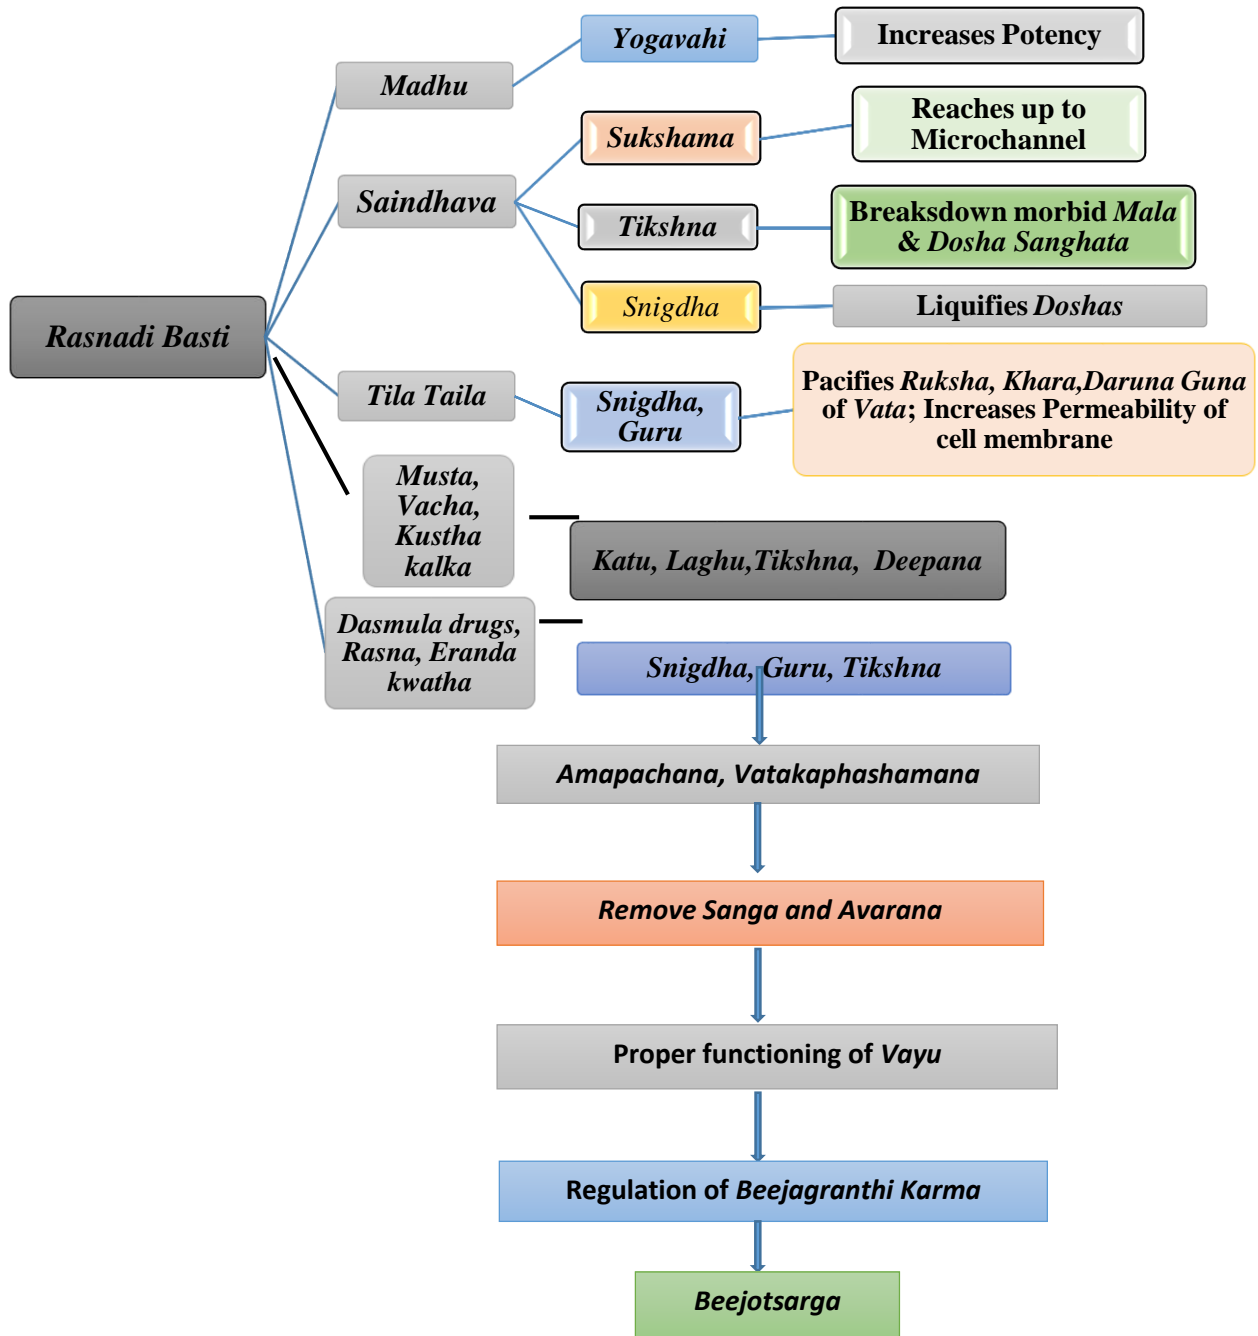 Yogavahi
Increases Potency
Madhu
Reaches up to
Microchannel
Sukshama
Saindhava
Tikshna
Breaksdown morbid Mala
& Dosha Sanghata
Snigdha
Liquifies Doshas
Rasnadi Basti
Tila Taila
Snigdha,
Guru
Pacifies Ruksha, Khara,Daruna Guna
of Vata; Increases Permeability of
cell membrane
Musta,
Vacha,
Kustha
kalka
Katu, Laghu,Tikshna, Deepana
Dasmula drugs,
Rasna, Eranda
kwatha
Snigdha, Guru, Tikshna
Amapachana, Vatakaphashamana
Remove Sanga and Avarana
Proper functioning of Vayu
Regulation of Beejagranthi Karma
Beejotsarga